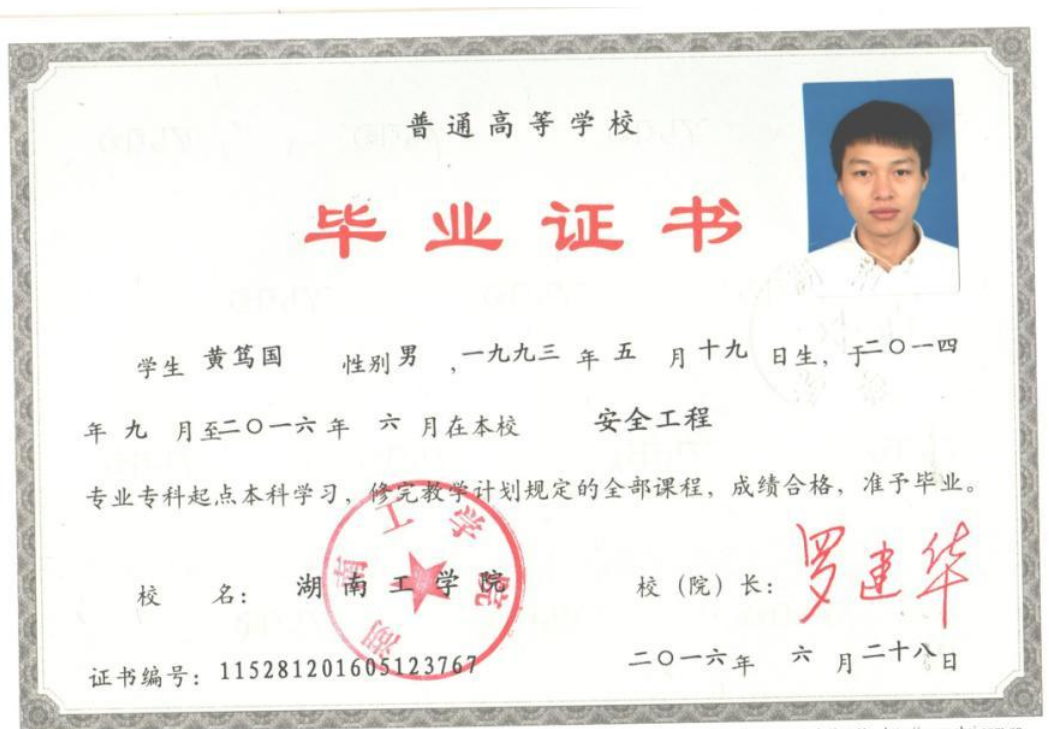 普通高等学校
毕业证书
学生 黄笃国 性别 男 ,一九九三 年 五 月 十九 日生，于二〇一四
年 九 月至二〇一六 年 六 月在本校 安全工程
专业专科起点本科学习，修完教学计划规定的全部课程，成绩合格，准予毕业。
校 名：湖南工学院 校（院）长：罗建华
湖南工学院
证书编号：115281201605123767 二〇一六年 六 月二十八日